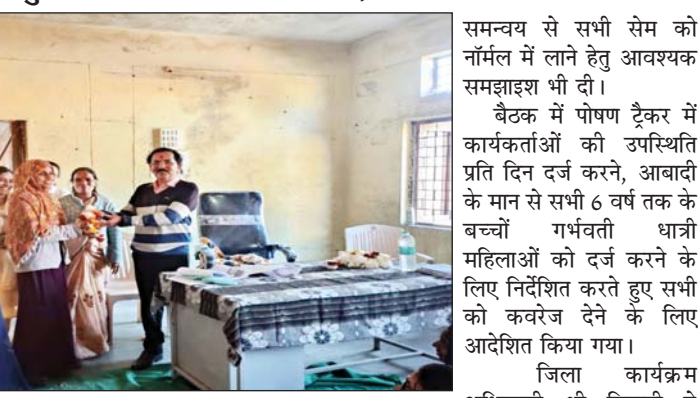 समन्वय से सभी सेम को
नॉर्मल में लाने हेतु आवश्यक
समझाइश भी दी।
बैठक में पोषण ट्रैकर में
कार्यकर्ताओं की उपस्थिति
प्रति दिन दर्ज करने, आबादी
के मान से सभी 6 वर्ष तक के
बच्चों गर्भवती धात्री
महिलाओं को दर्ज करने के
लिए निर्देशित करते हुए सभी
को कवरेज देने के लिए
आदेशित किया गया।
जिला कार्यक्रम